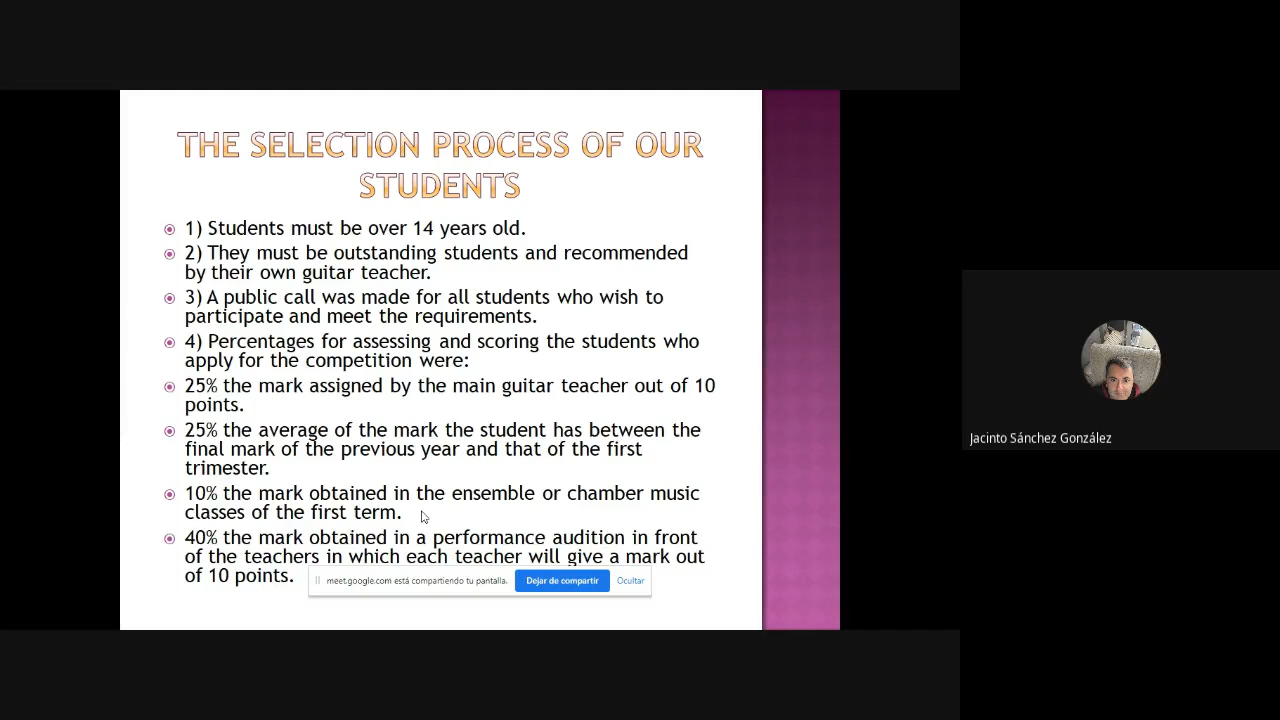 THE SELECTION PROCESS OF OUR
STUDENTS
1) Students must be over 14 years old.
2) They must be outstanding students and recommended
by their own guitar teacher.
3) A public call was made for all students who wish to
participate and meet the requirements.
4) Percentages for assessing and scoring the students who
apply for the competition were:
25% the mark assigned by the main guitar teacher out of 10
points.
25% the average of the mark the student has between the
final mark of the previous year and that of the first
trimester.
10% the mark obtained in the ensemble or chamber music
classes of the first term.
40% the mark obtained in a performance audition in front
of the teachers in which each teacher will give a mark out
of 10 points.
meet.google.com está compartiendo tu pantalla.
Dejar de compartir
Ocultar
Jacinto Sánchez González